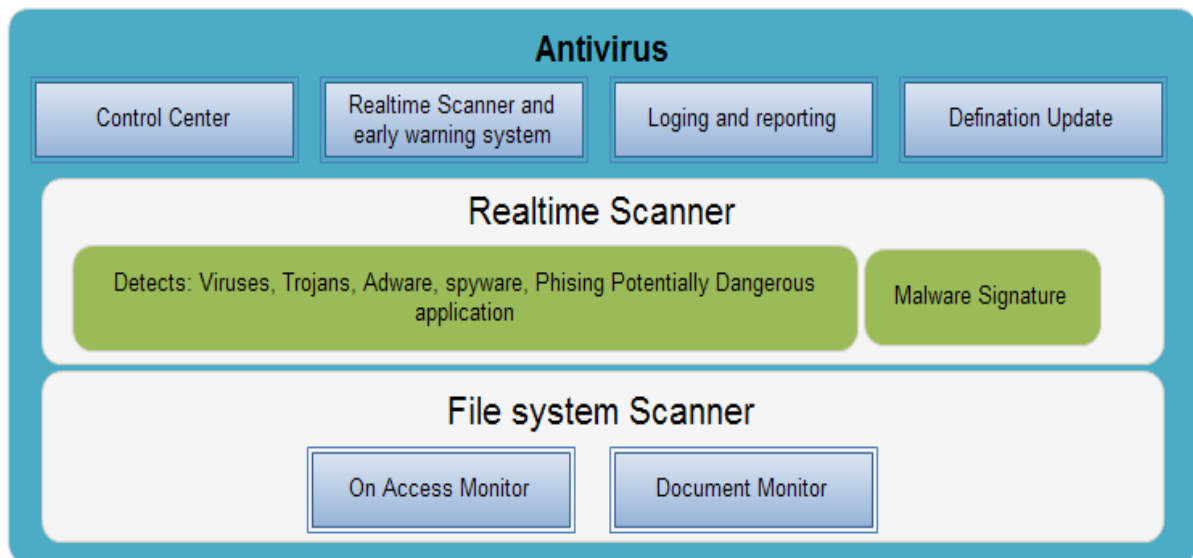 Antivirus
Control Center
Realtime Scanner and
early warning system
Loging and reporting
Defination Update
Realtime Scanner
Detects: Viruses, Trojans, Adware, spyware, Phising Potentially Dangerous
application
Malware Signature
File system Scanner
On Access Monitor
Document Monitor